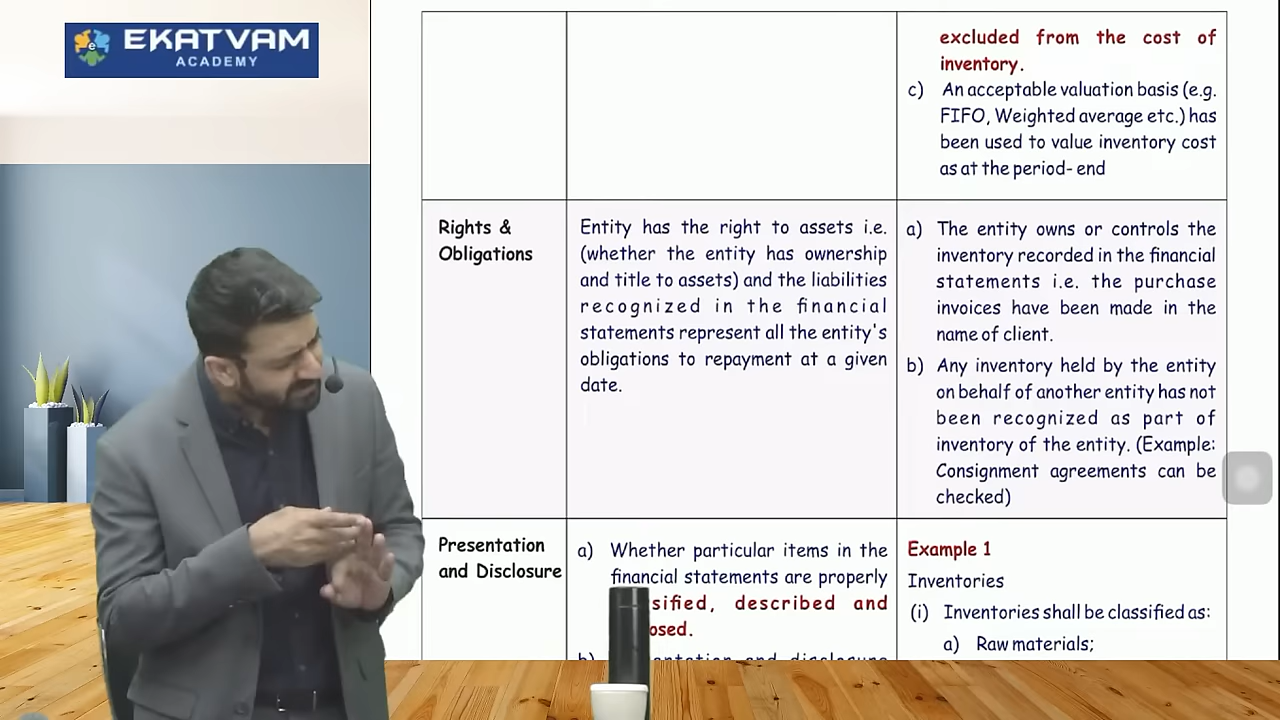 EKATVAM
ACADEMY
excluded from the cost of
inventory.
c) An acceptable valuation basis (e.g.
FIFO, Weighted average etc.) has
been used to value inventory cost
as at the period- end
Rights &
Obligations
Entity has the right to assets i.e.
(whether the entity has ownership
and title to assets) and the liabilities
recognized in the financial
statements represent all the entity's
obligations to repayment at a given
date.
a) The entity owns or controls the
inventory recorded in the financial
statements i.e. the purchase
invoices have been made in the
name of client.
b) Any inventory held by the entity
on behalf of another entity has not
been recognized as part of
inventory of the entity. (Example:
Consignment agreements can be
checked)
Presentation
and Disclosure
a) Whether particular items in the
financial statements are properly
sified, described and
osed.
Example 1
Inventories
(i) Inventories shall be classified as:
a) Raw materials;